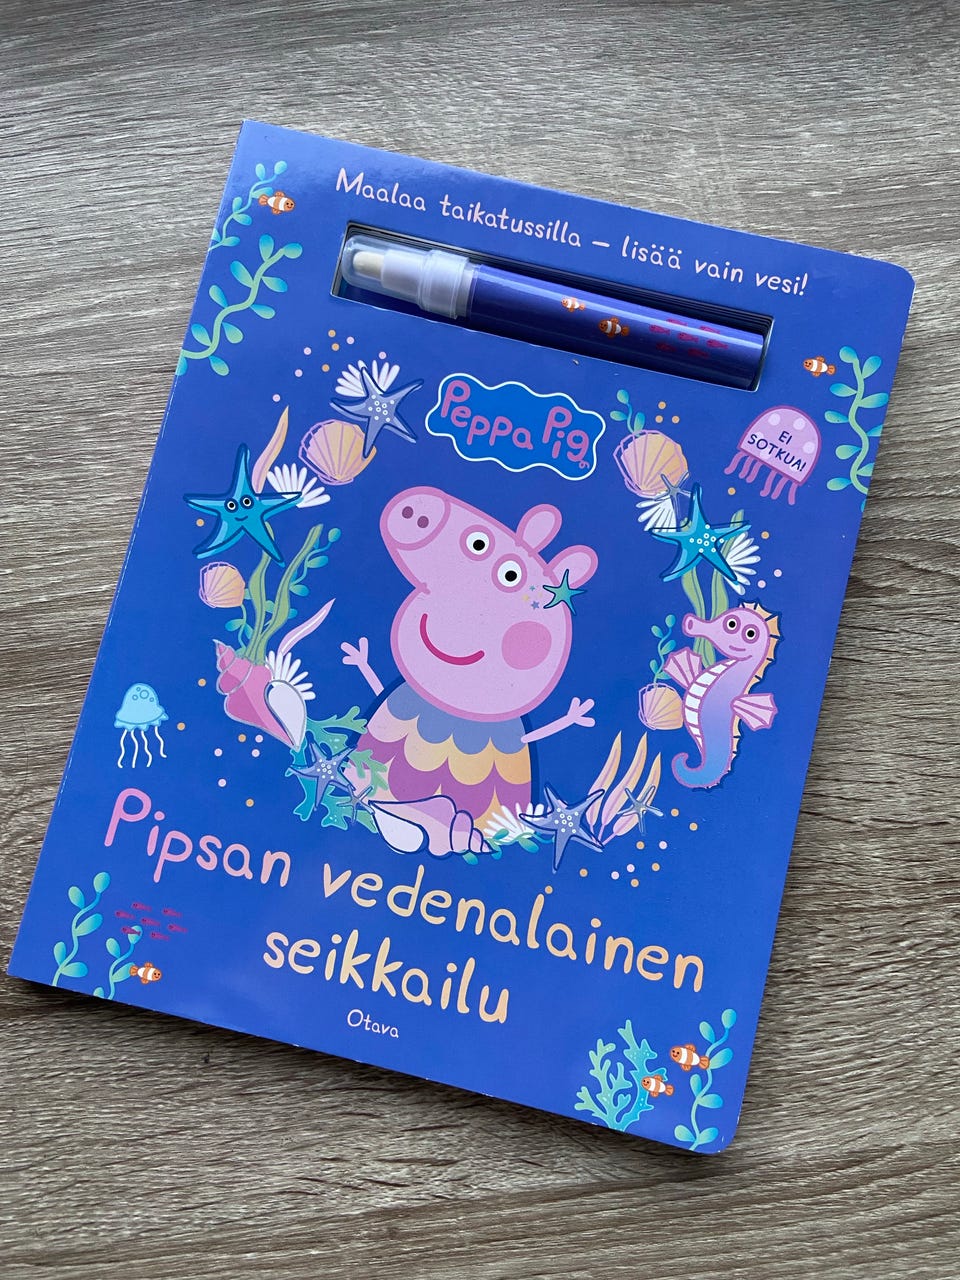 Maalaa taikatussilla – lisää vain vesi!
Peppa Pig
EI
SOTKUA!
Pipsan vedenalainen
seikkailu
Otava